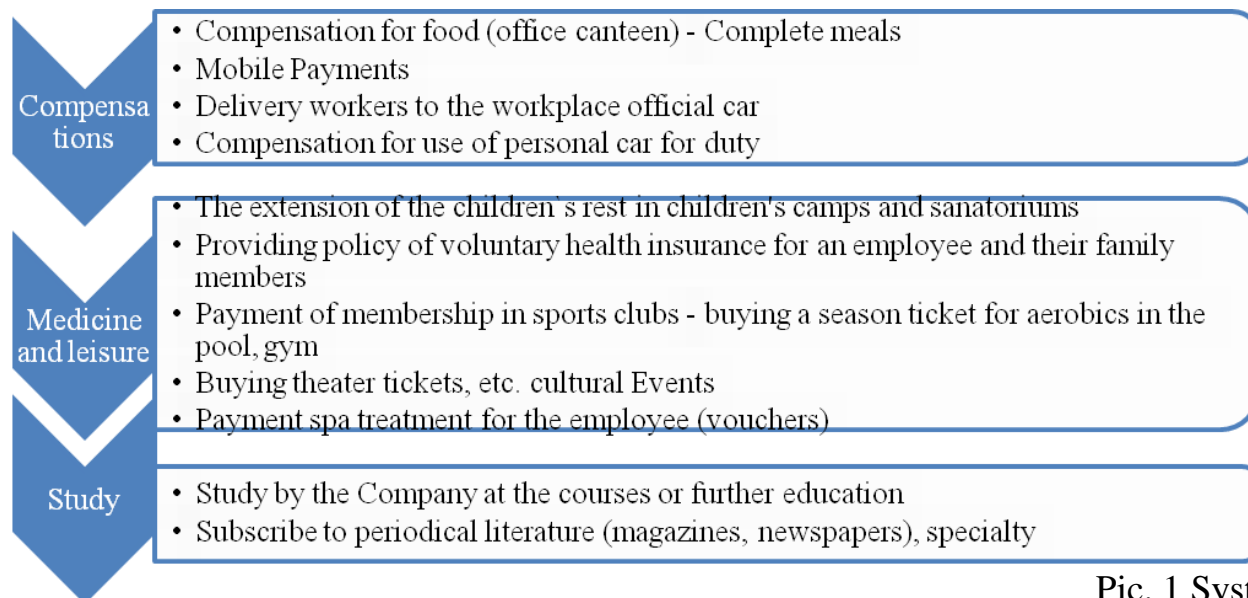 Compensa
tions
• Compensation for food (office canteen) - Complete meals
• Mobile Payments
• Delivery workers to the workplace official car
• Compensation for use of personal car for duty
Medicine
and leisure
• The extension of the children`s rest in children's camps and sanatoriums
• Providing policy of voluntary health insurance for an employee and their family
members
• Payment of membership in sports clubs - buying a season ticket for aerobics in the
pool, gym
• Buying theater tickets, etc. cultural Events
• Payment spa treatment for the employee (vouchers)
Study
• Study by the Company at the courses or further education
• Subscribe to periodical literature (magazines, newspapers), specialty
Pic. 1 Syst